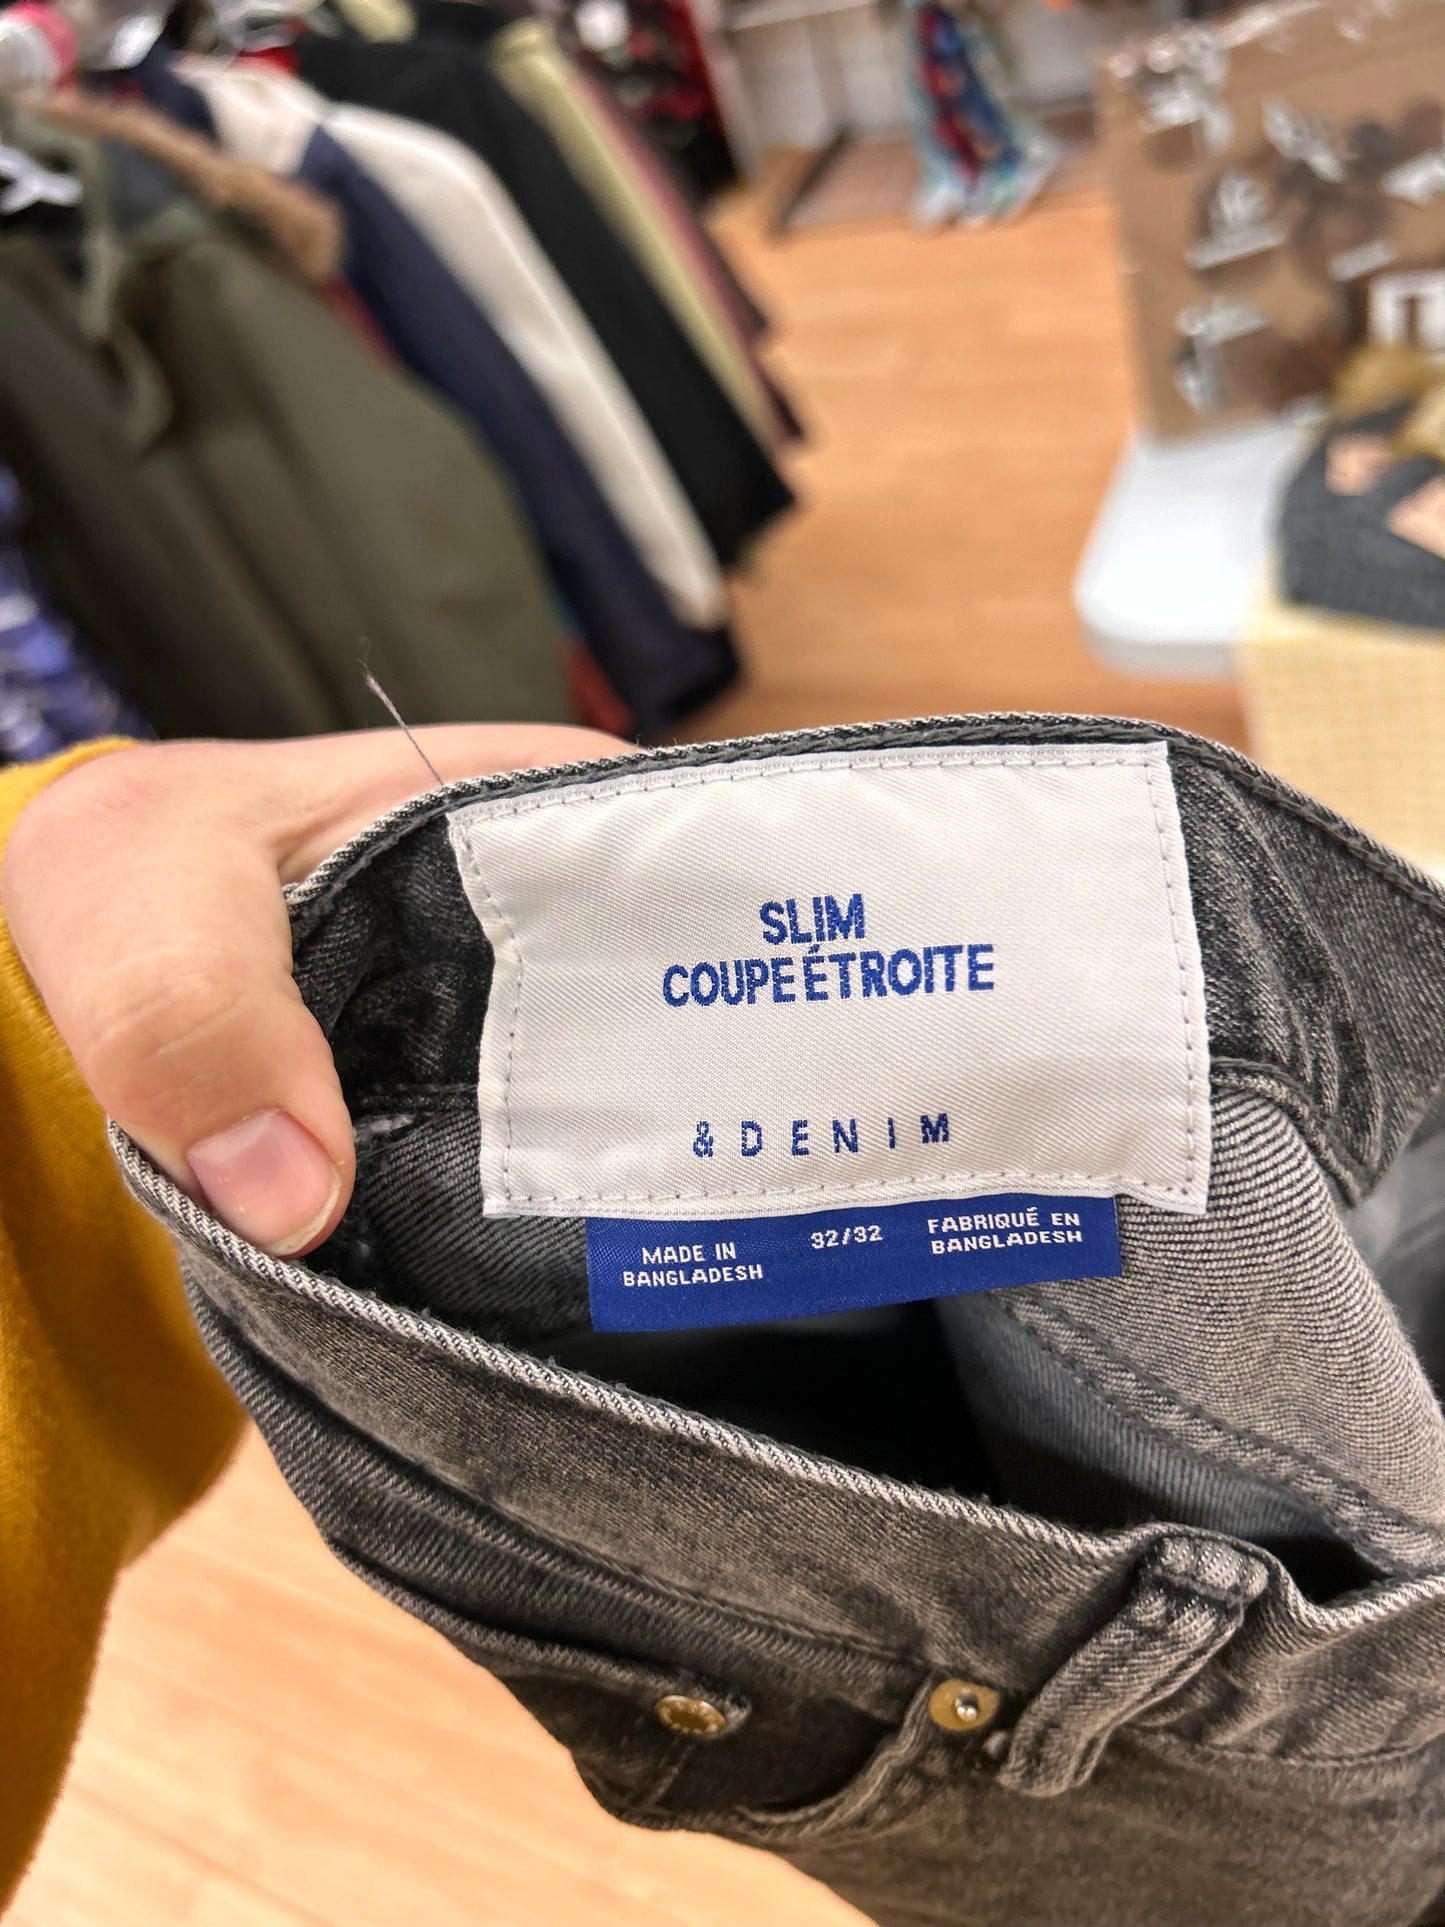 SLIM
COUPE ÉTROITE
& DENIM
MADE IN
BANGLADESH
32/32
FABRIQUÉ EN
BANGLADESH